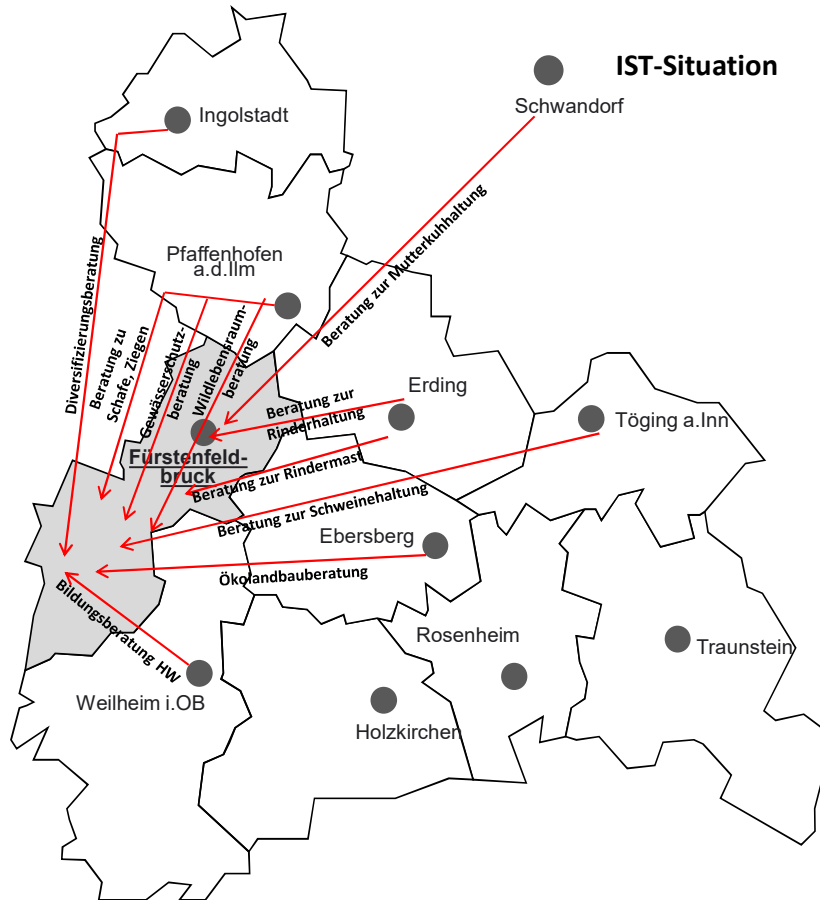 IST-Situation
Schwandorf
Ingolstadt
Beratung zur Mutterkuhhaltung
Diversifizierungsberatung
Pfaffenhofen
a.d.Ilm
Beratung zu
Schafe, Ziegen
Gewässerschutz-
beratung
Wildlebensraum-
beratung
Erding
Beratung zur
Rinderhaltung
Töging a.Inn
Fürstenfeld-
bruck
Beratung zur Rindermast
Beratung zur Schweinehaltung
Ebersberg
Ökolandbauberatung
Bildungsberatung HW
Rosenheim
Traunstein
Weilheim i.OB
Holzkirchen